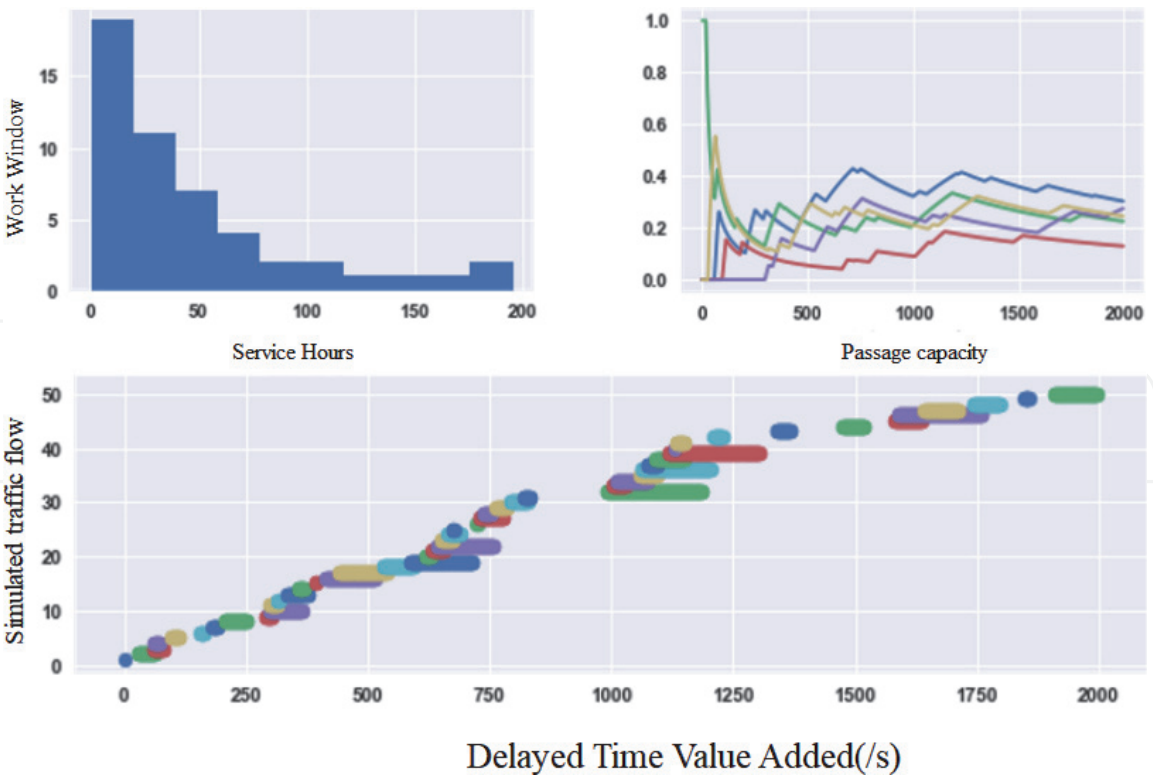 15
10
5
0
0 50 100 150 200
Work Window
Service Hours
1.0
0.8
0.6
0.4
0.2
0.0
0 500 1000 1500 2000
Passage capacity
50
40
30
20
10
0
Simulated traffic flow
0 250 500 750 1000 1250 1500 1750 2000
Delayed Time Value Added(/s)